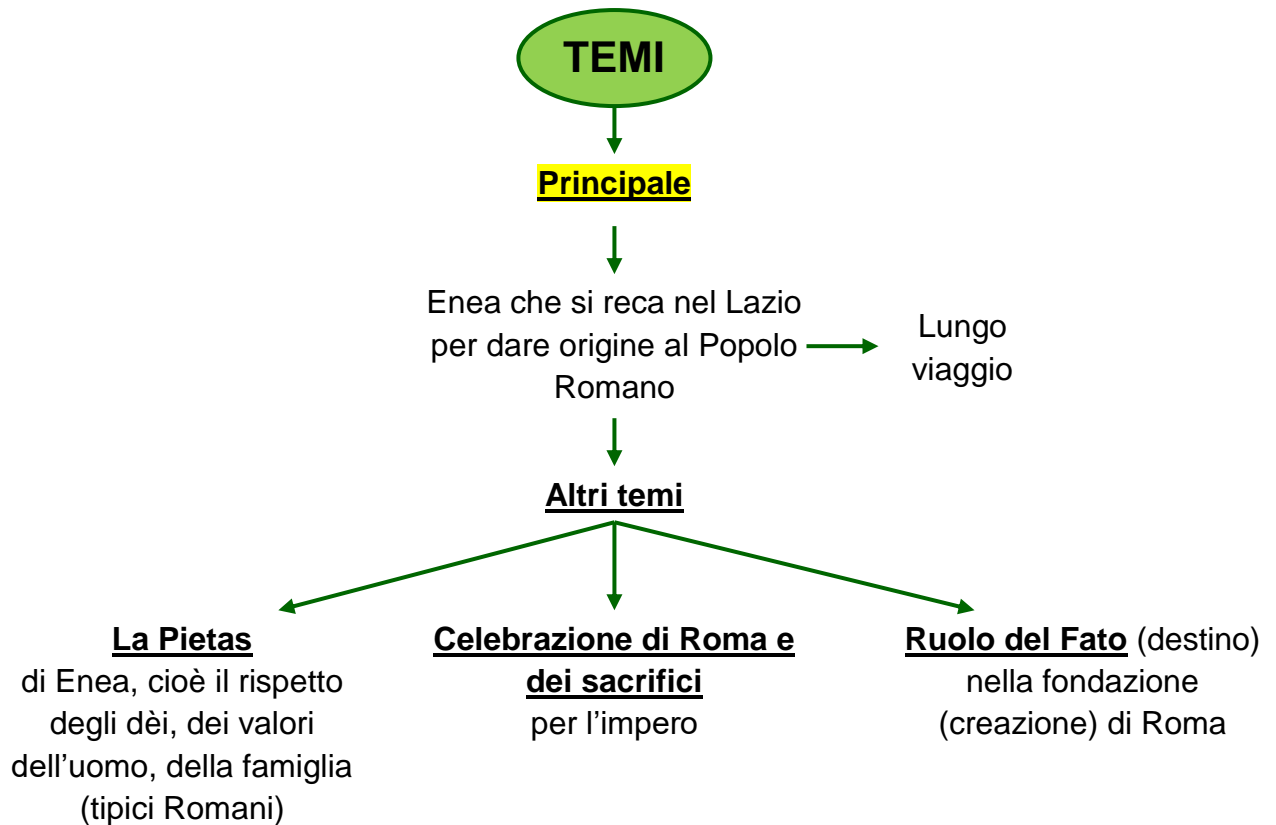 TEMI
Principale
Enea che si reca nel Lazio
per dare origine al Popolo
Romano
Lungo
viaggio
Altri temi
La Pietas
di Enea, cioè il rispetto
degli dèi, dei valori
dell’uomo, della famiglia
(tipici Romani)
Celebrazione di Roma e
dei sacrifici
per l’impero
Ruolo del Fato (destino)
nella fondazione
(creazione) di Roma